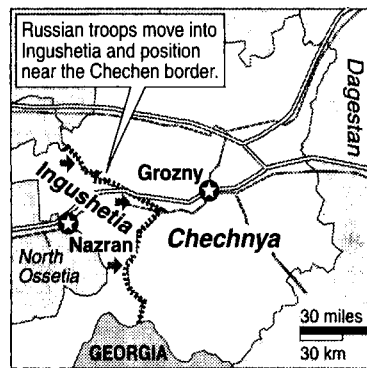 Russian troops move into
Ingushetia and position
near the Chechen border.
Dagestan
Grozny
Ingushetia
Nazran
Chechnya
North
Ossetia
GEORGIA
30 miles
30 km